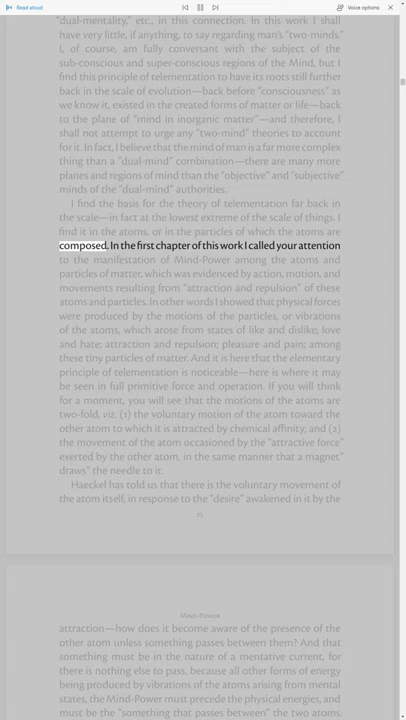 Read aloud
Voice options
"dual-mentality," etc., in this connection. In this work I shall
have very little, if anything, to say regarding man's "two-minds."
I, of course, am fully conversant with the subject of the
sub-conscious and super-conscious regions of the Mind, but I
find this principle of telementation to have its roots still further
back in the scale of evolution—back before "consciousness" as
we know it, existed in the created forms of matter or life—back
to the plane of "mind in inorganic matter"—and therefore, I
shall not attempt to urge any "two-mind" theories to account
for it. In fact, I believe that the mind of man is a far more complex
thing than a "dual-mind" combination—there are many more
planes and regions of mind than the "objective" and "subjective"
minds of the "dual-mind" authorities.
I find the basis for the theory of telementation far back in
the scale—in fact at the lowest extreme of the scale of things. I
find it in the atoms, or in the particles of which the atoms are
composed. In the first chapter of this work I called your attention
to the manifestation of Mind-Power among the atoms and
particles of matter, which was evidenced by action, motion, and
movements resulting from "attraction and repulsion" of these
atoms and particles. In other words I showed that physical forces
were produced by the motions of the particles, or vibrations
of the atoms, which arose from states of like and dislike; love
and hate; attraction and repulsion; pleasure and pain; among
these tiny particles of matter. And it is here that the elementary
principle of telementation is noticeable—here is where it may
be seen in full primitive force and operation. If you will think
for a moment, you will see that the motions of the atoms are
two-fold, viz. (1) the voluntary motion of the atom toward the
other atom to which it is attracted by chemical affinity; and (2)
the movement of the atom occasioned by the "attractive force"
exerted by the other atom, in the same manner that a magnet"
draws" the needle to it.
Haeckel has told us that there is the voluntary movement of
the atom itself, in response to the "desire" awakened in it by the
Mind-Power
attraction—how does it become aware of the presence of the
other atom unless something passes between them? And that
something must be in the nature of a mentative current, for
there is nothing else to pass, because all other forms of energy
being produced by vibrations of the atoms arising from mental
states, the Mind-Power must precede the physical energies, and
must be the "something that passes between" the two atoms.